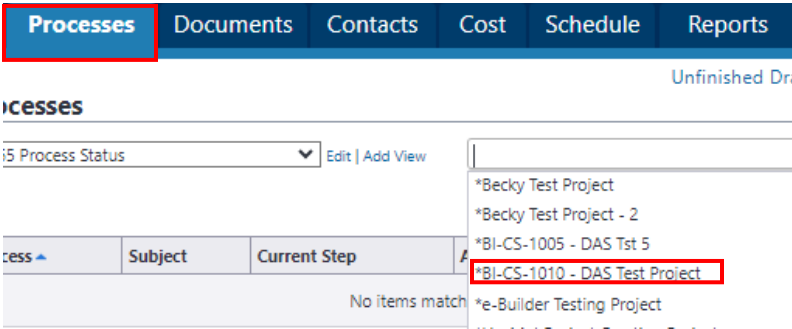 Processes Documents Contacts Cost Schedule Reports
Unfinished Dra
ocesses
55 Process Status Edit | Add View
*Becky Test Project
*Becky Test Project - 2
*BI-CS-1005 - DAS Tst 5
cess Subject Current Step A
*BI-CS-1010 - DAS Test Project
No items match
*e-Builder Testing Project